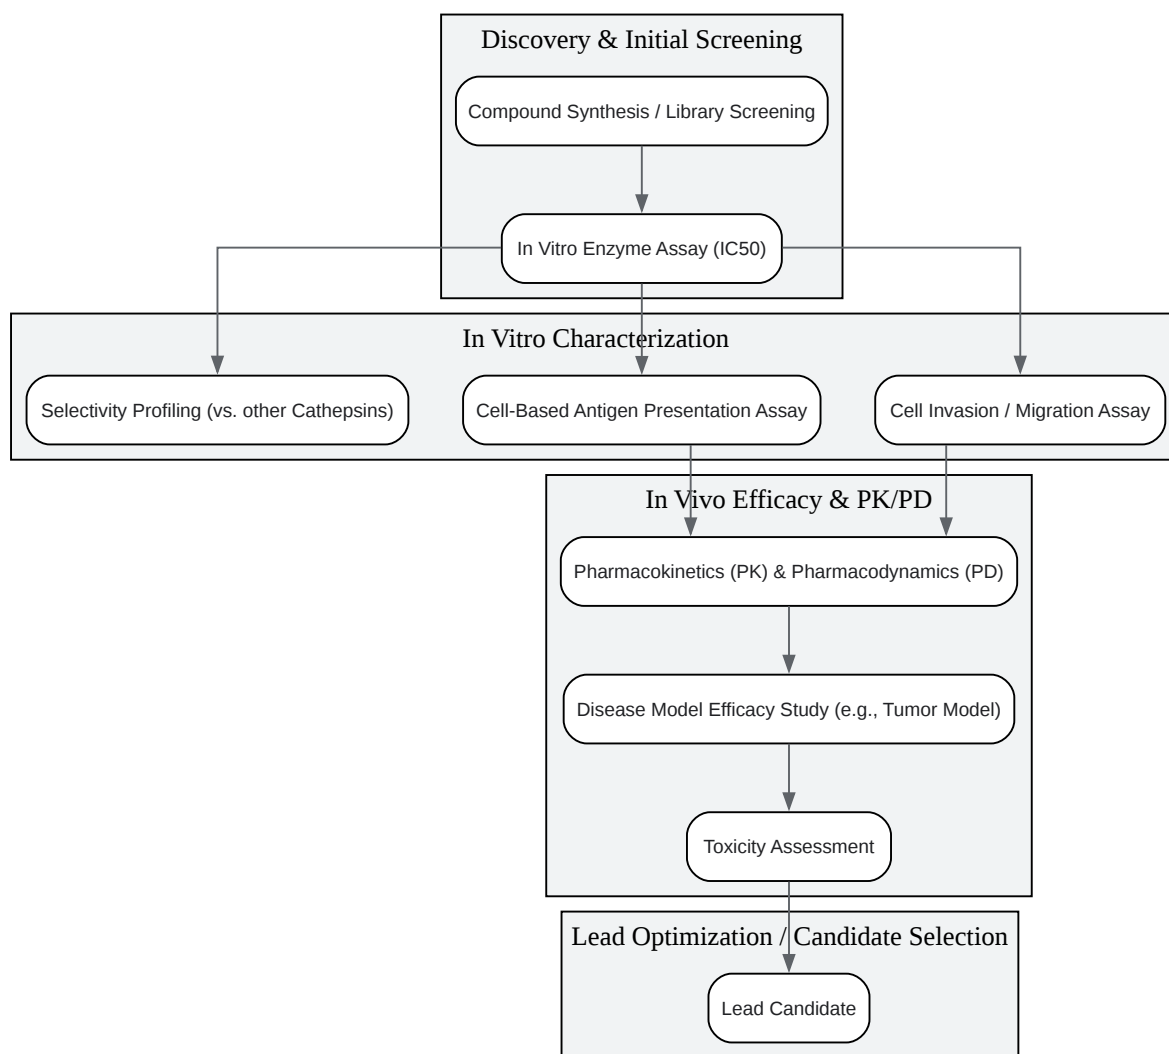 Discovery & Initial Screening
Compound Synthesis / Library Screening
In Vitro Enzyme Assay (IC50)
In Vitro Characterization
Selectivity Profiling (vs. other Cathepsins)
Cell-Based Antigen Presentation Assay
Cell Invasion / Migration Assay
In Vivo Efficacy & PK/PD
Pharmacokinetics (PK) & Pharmacodynamics (PD)
Disease Model Efficacy Study (e.g., Tumor Model)
Toxicity Assessment
Lead Optimization / Candidate Selection
Lead Candidate